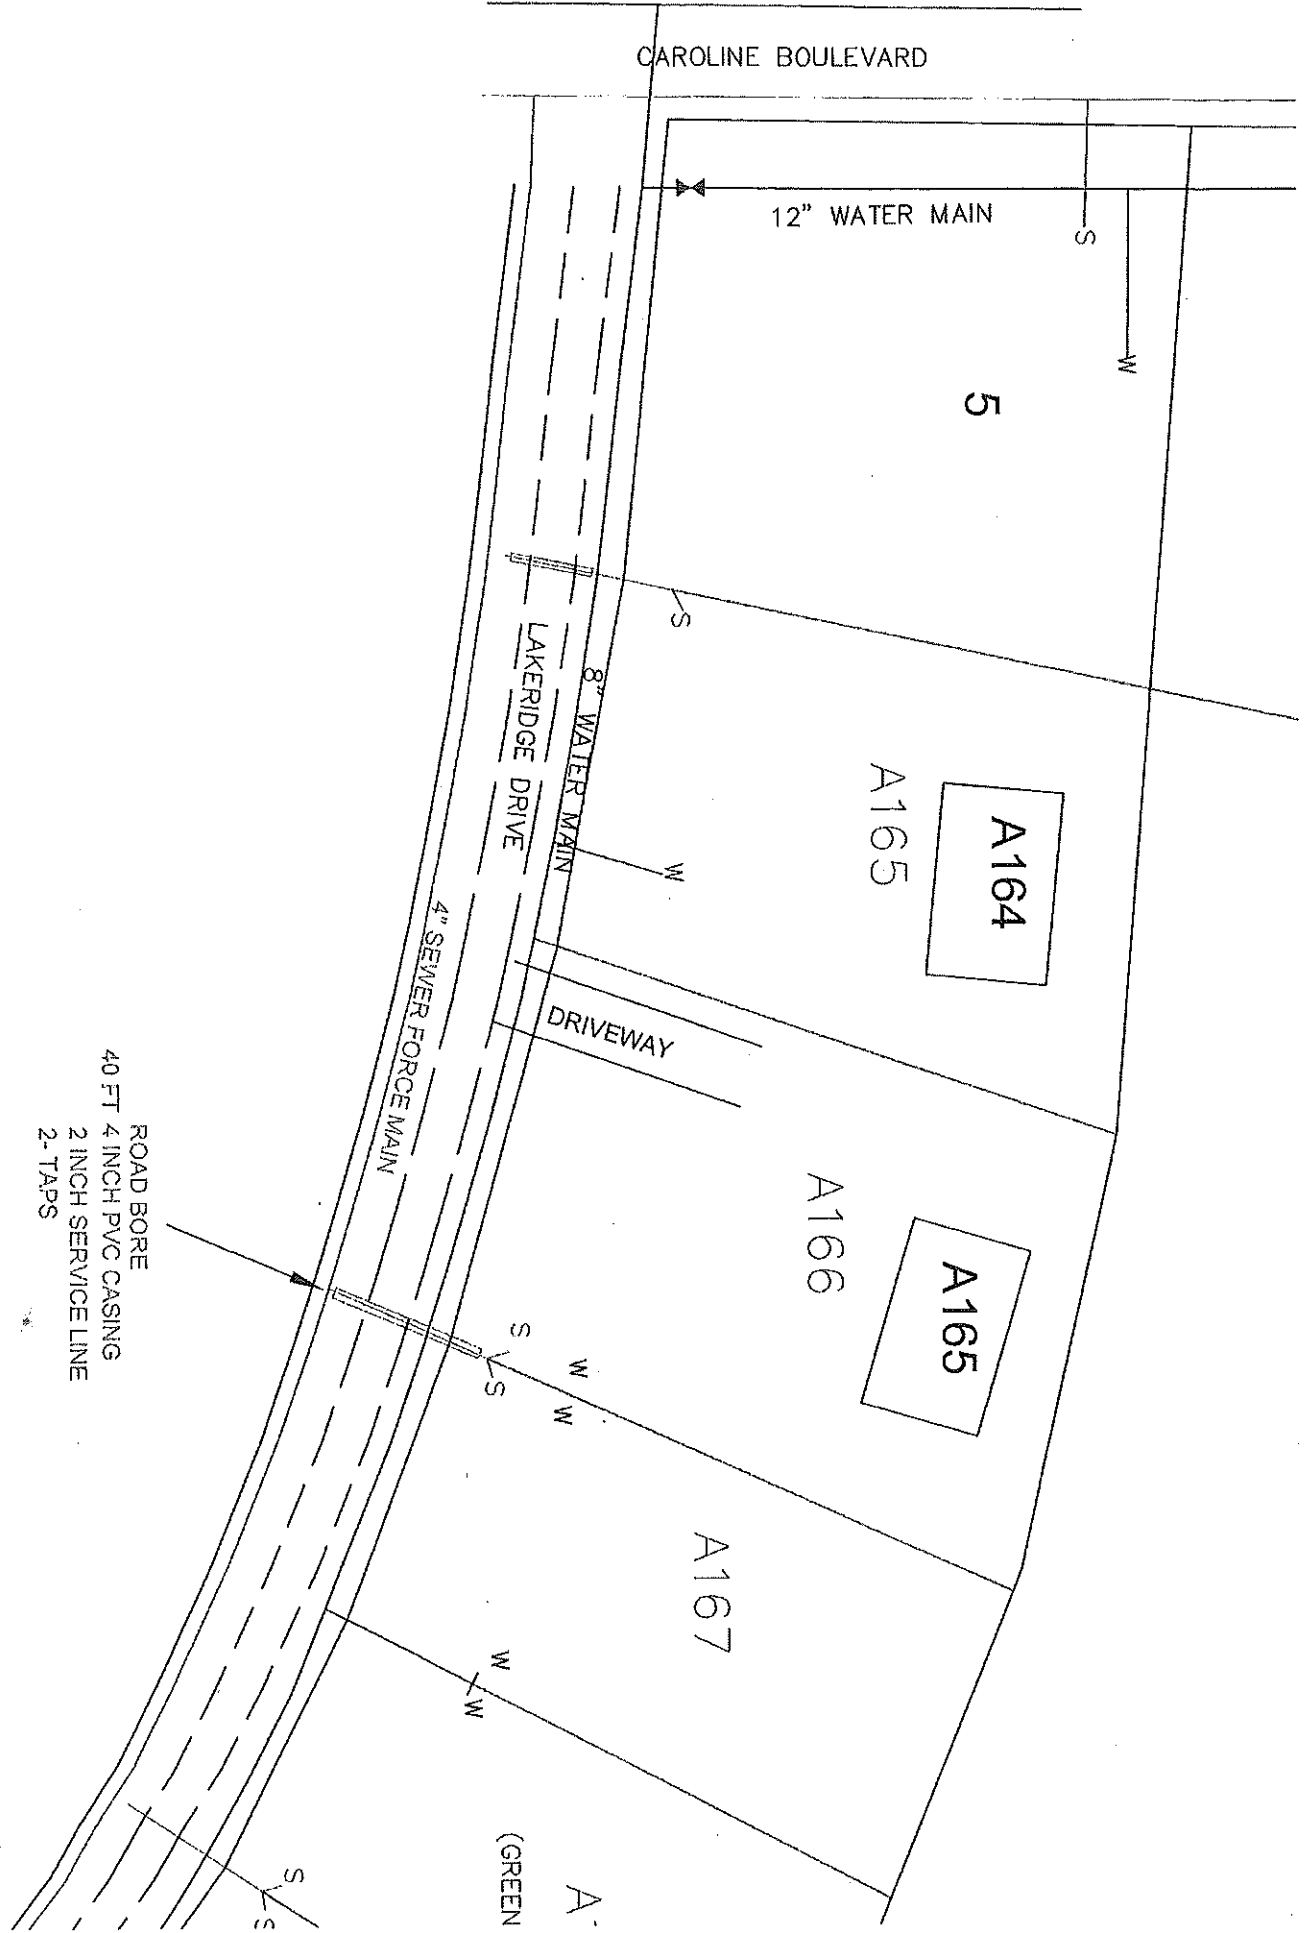 CAROLINE BOULEVARD
12" WATER MAIN
S
W
5
S
LAKERIDGE DRIVE
8" WATER MAIN
W
A165
A164
4" SEWER FORCE MAIN
DRIVEWAY
A166
A165
ROAD BORE
40 FT 4 INCH PVC CASING
2 INCH SERVICE LINE
2- TAPS
S
S
W
W
A167
W
W
S
S
A
(GREEN